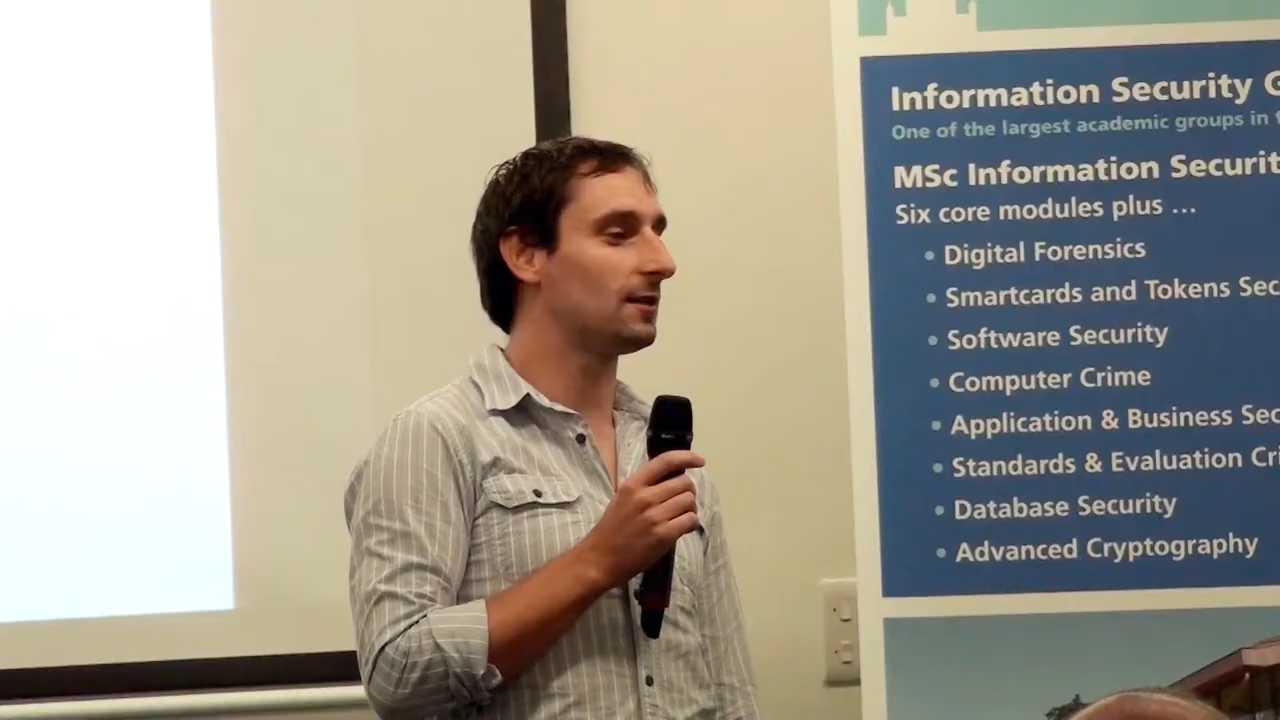 Information Security
One of the largest academic groups in
MSc Information Securit
Six core modules plus ...
• Digital Forensics
• Smartcards and Tokens Sec
• Software Security
• Computer Crime
• Application & Business Sec
• Standards & Evaluation Cri
• Database Security
• Advanced Cryptography